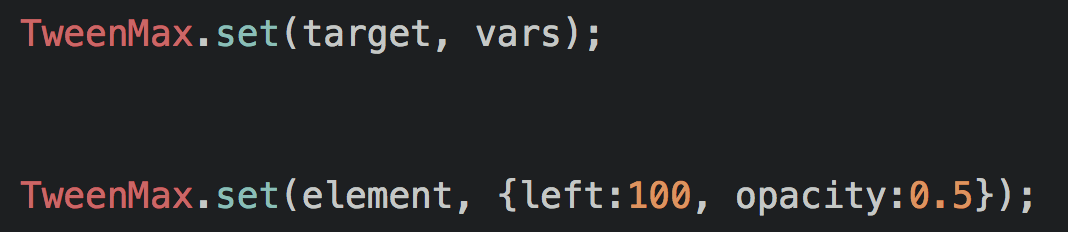 TweenMax.set(target, vars);
TweenMax.set(element, {left:100, opacity:0.5});